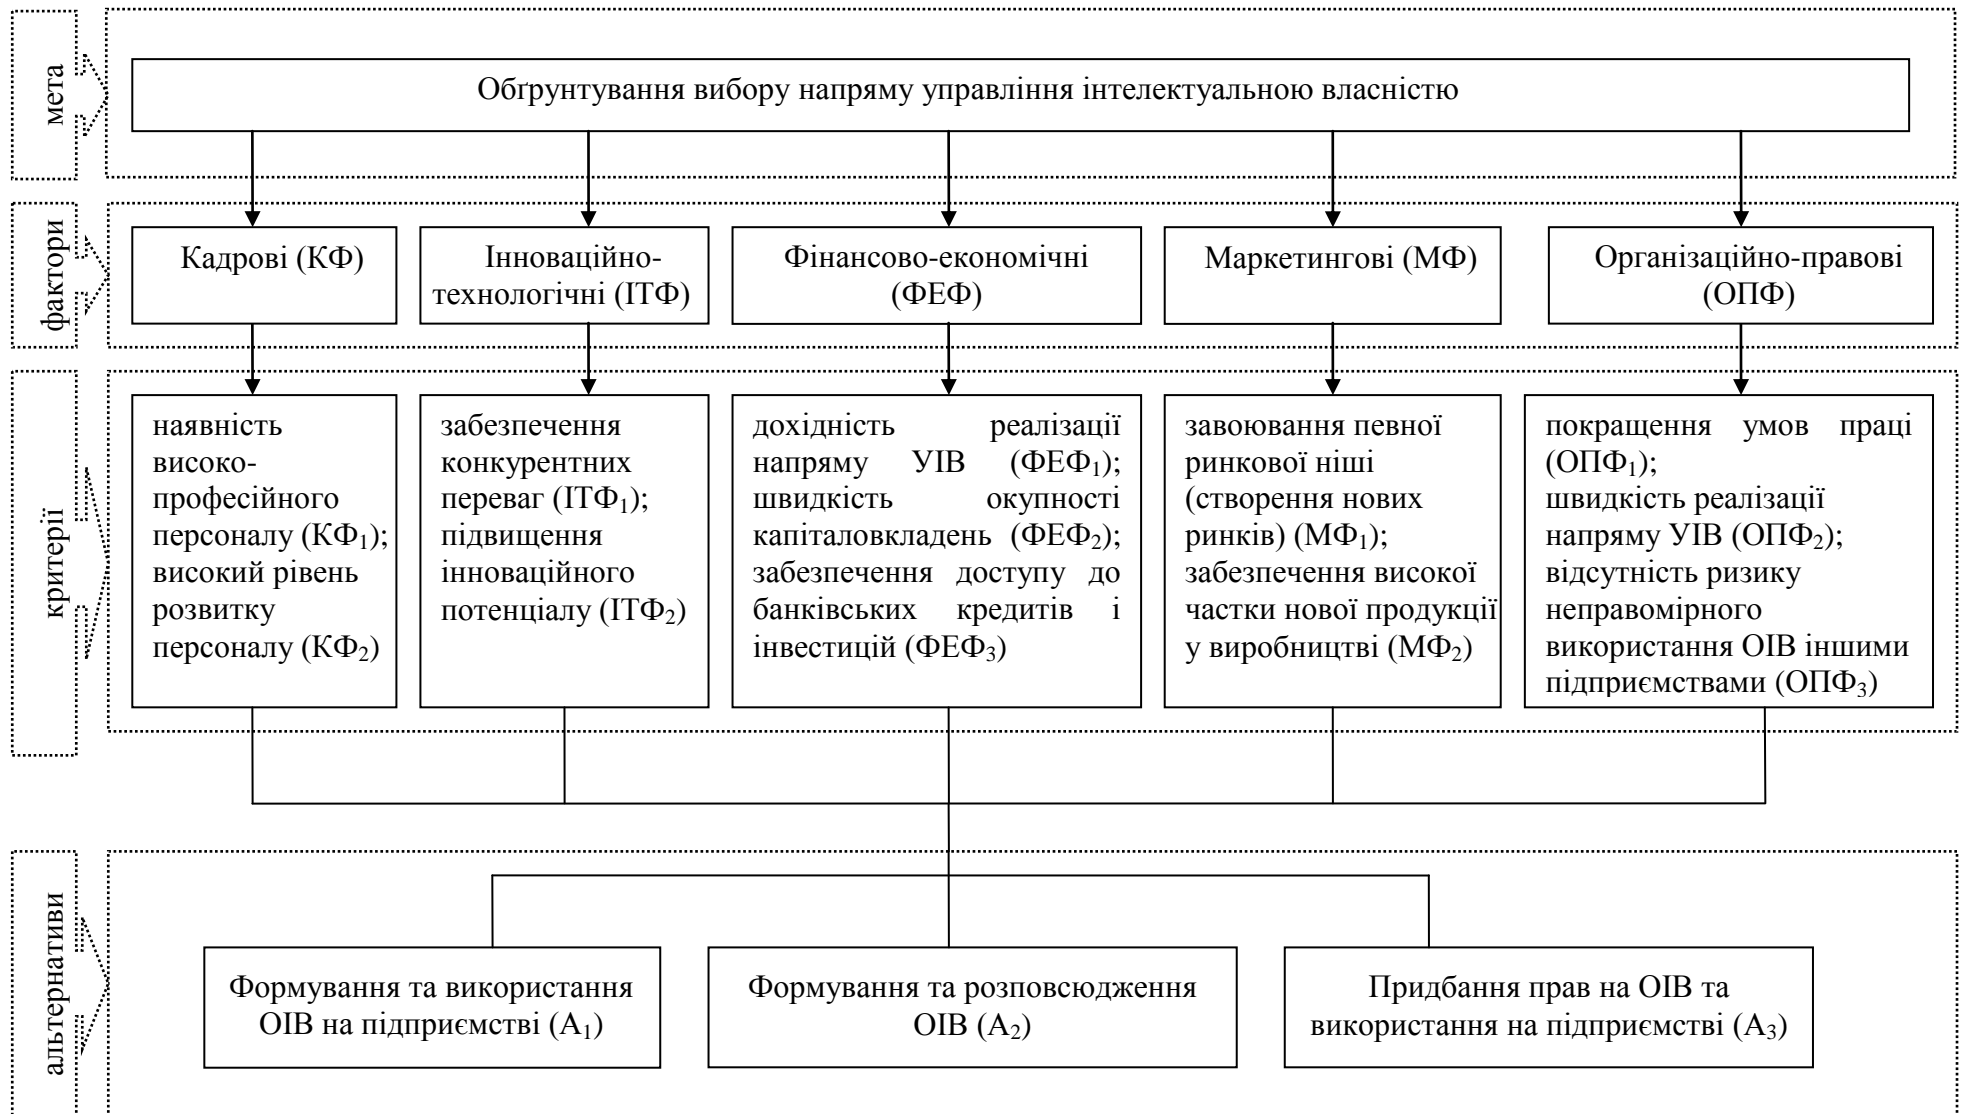 мета
Обґрунтування вибору напряму управління інтелектуальною власністю
фактори
Кадрові (КФ)
Інноваційно-
технологічні (ІТФ)
Фінансово-економічні
(ФЕФ)
Маркетингові (МФ)
Організаційно-правові
(ОПФ)
критерії
наявність
високо-
професійного
персоналу (КФ₁);
високий рівень
розвитку
персоналу (КФ₂)
забезпечення
конкурентних
переваг (ІТФ₁);
підвищення
інноваційного
потенціалу (ІТФ₂)
дохідність реалізації
напряму УІВ (ФЕФ₁);
швидкість окупності
капіталовкладень (ФЕФ₂);
забезпечення доступу до
банківських кредитів і
інвестицій (ФЕФ₃)
завоювання певної
ринкової ніші
(створення нових
ринків) (МФ₁);
забезпечення високої
частки нової продукції
у виробництві (МФ₂)
покращення умов праці
(ОПФ₁);
швидкість реалізації
напряму УІВ (ОПФ₂);
відсутність ризику
неправомірного
використання ОІВ іншими
підприємствами (ОПФ₃)
альтернативи
Формування та використання
ОІВ на підприємстві (А₁)
Формування та розповсюдження
ОІВ (А₂)
Придбання прав на ОІВ та
використання на підприємстві (А₃)